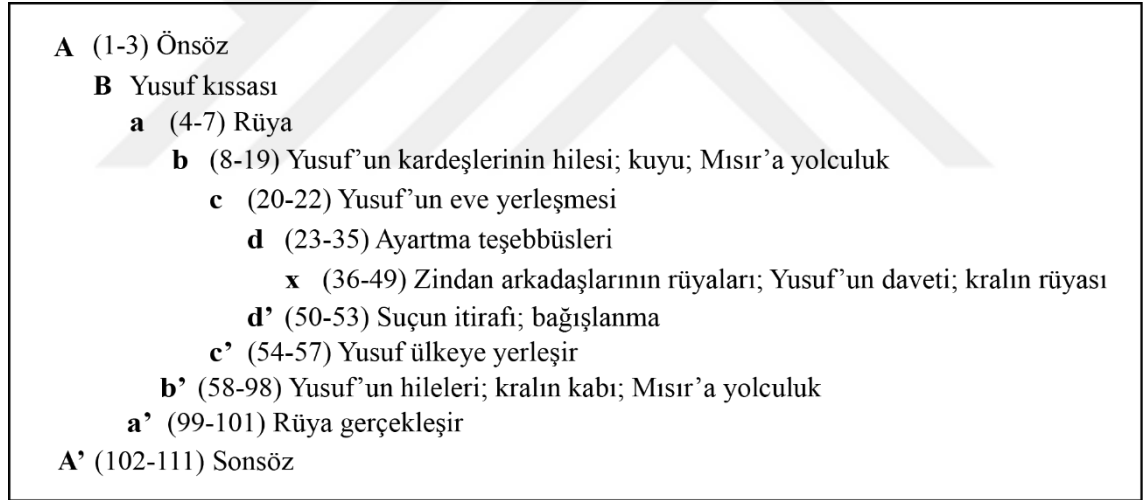 A (1-3) Önsöz
B Yusuf kıssası
a (4-7) Rüya
b (8-19) Yusuf’un kardeşlerinin hilesi; kuyu; Mısır’a yolculuk
c (20-22) Yusuf’un eve yerleşmesi
d (23-35) Ayartma teşebbüsleri
x (36-49) Zindan arkadaşlarının rüyaları; Yusuf’un daveti; kralın rüyası
d’ (50-53) Suçun itirafı; bağışlanma
c’ (54-57) Yusuf ülkeye yerleşir
b’ (58-98) Yusuf’un hileleri; kralın kabı; Mısır’a yolculuk
a’ (99-101) Rüya gerçekleşir
A’ (102-111) Sonsöz